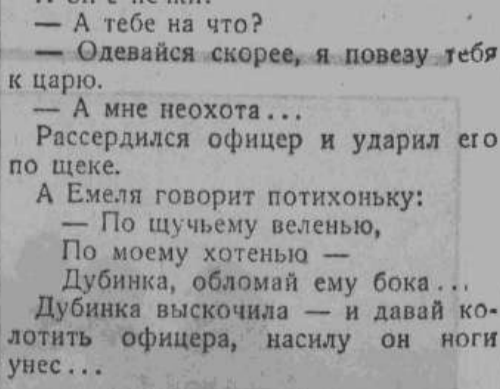 — А тебе на что?
— Одевайся скорее, я повезу тебя
к царю.
— А мне неохота...
Рассердился офицер и ударил его
по щеке.
А Емеля говорит потихоньку:
— По щучьему веленью,
По моему хотенью —
Дубинка, обломай ему бока...
Дубинка выскочила — и давай ко-
лотить офицера, насилу он ноги
унес...